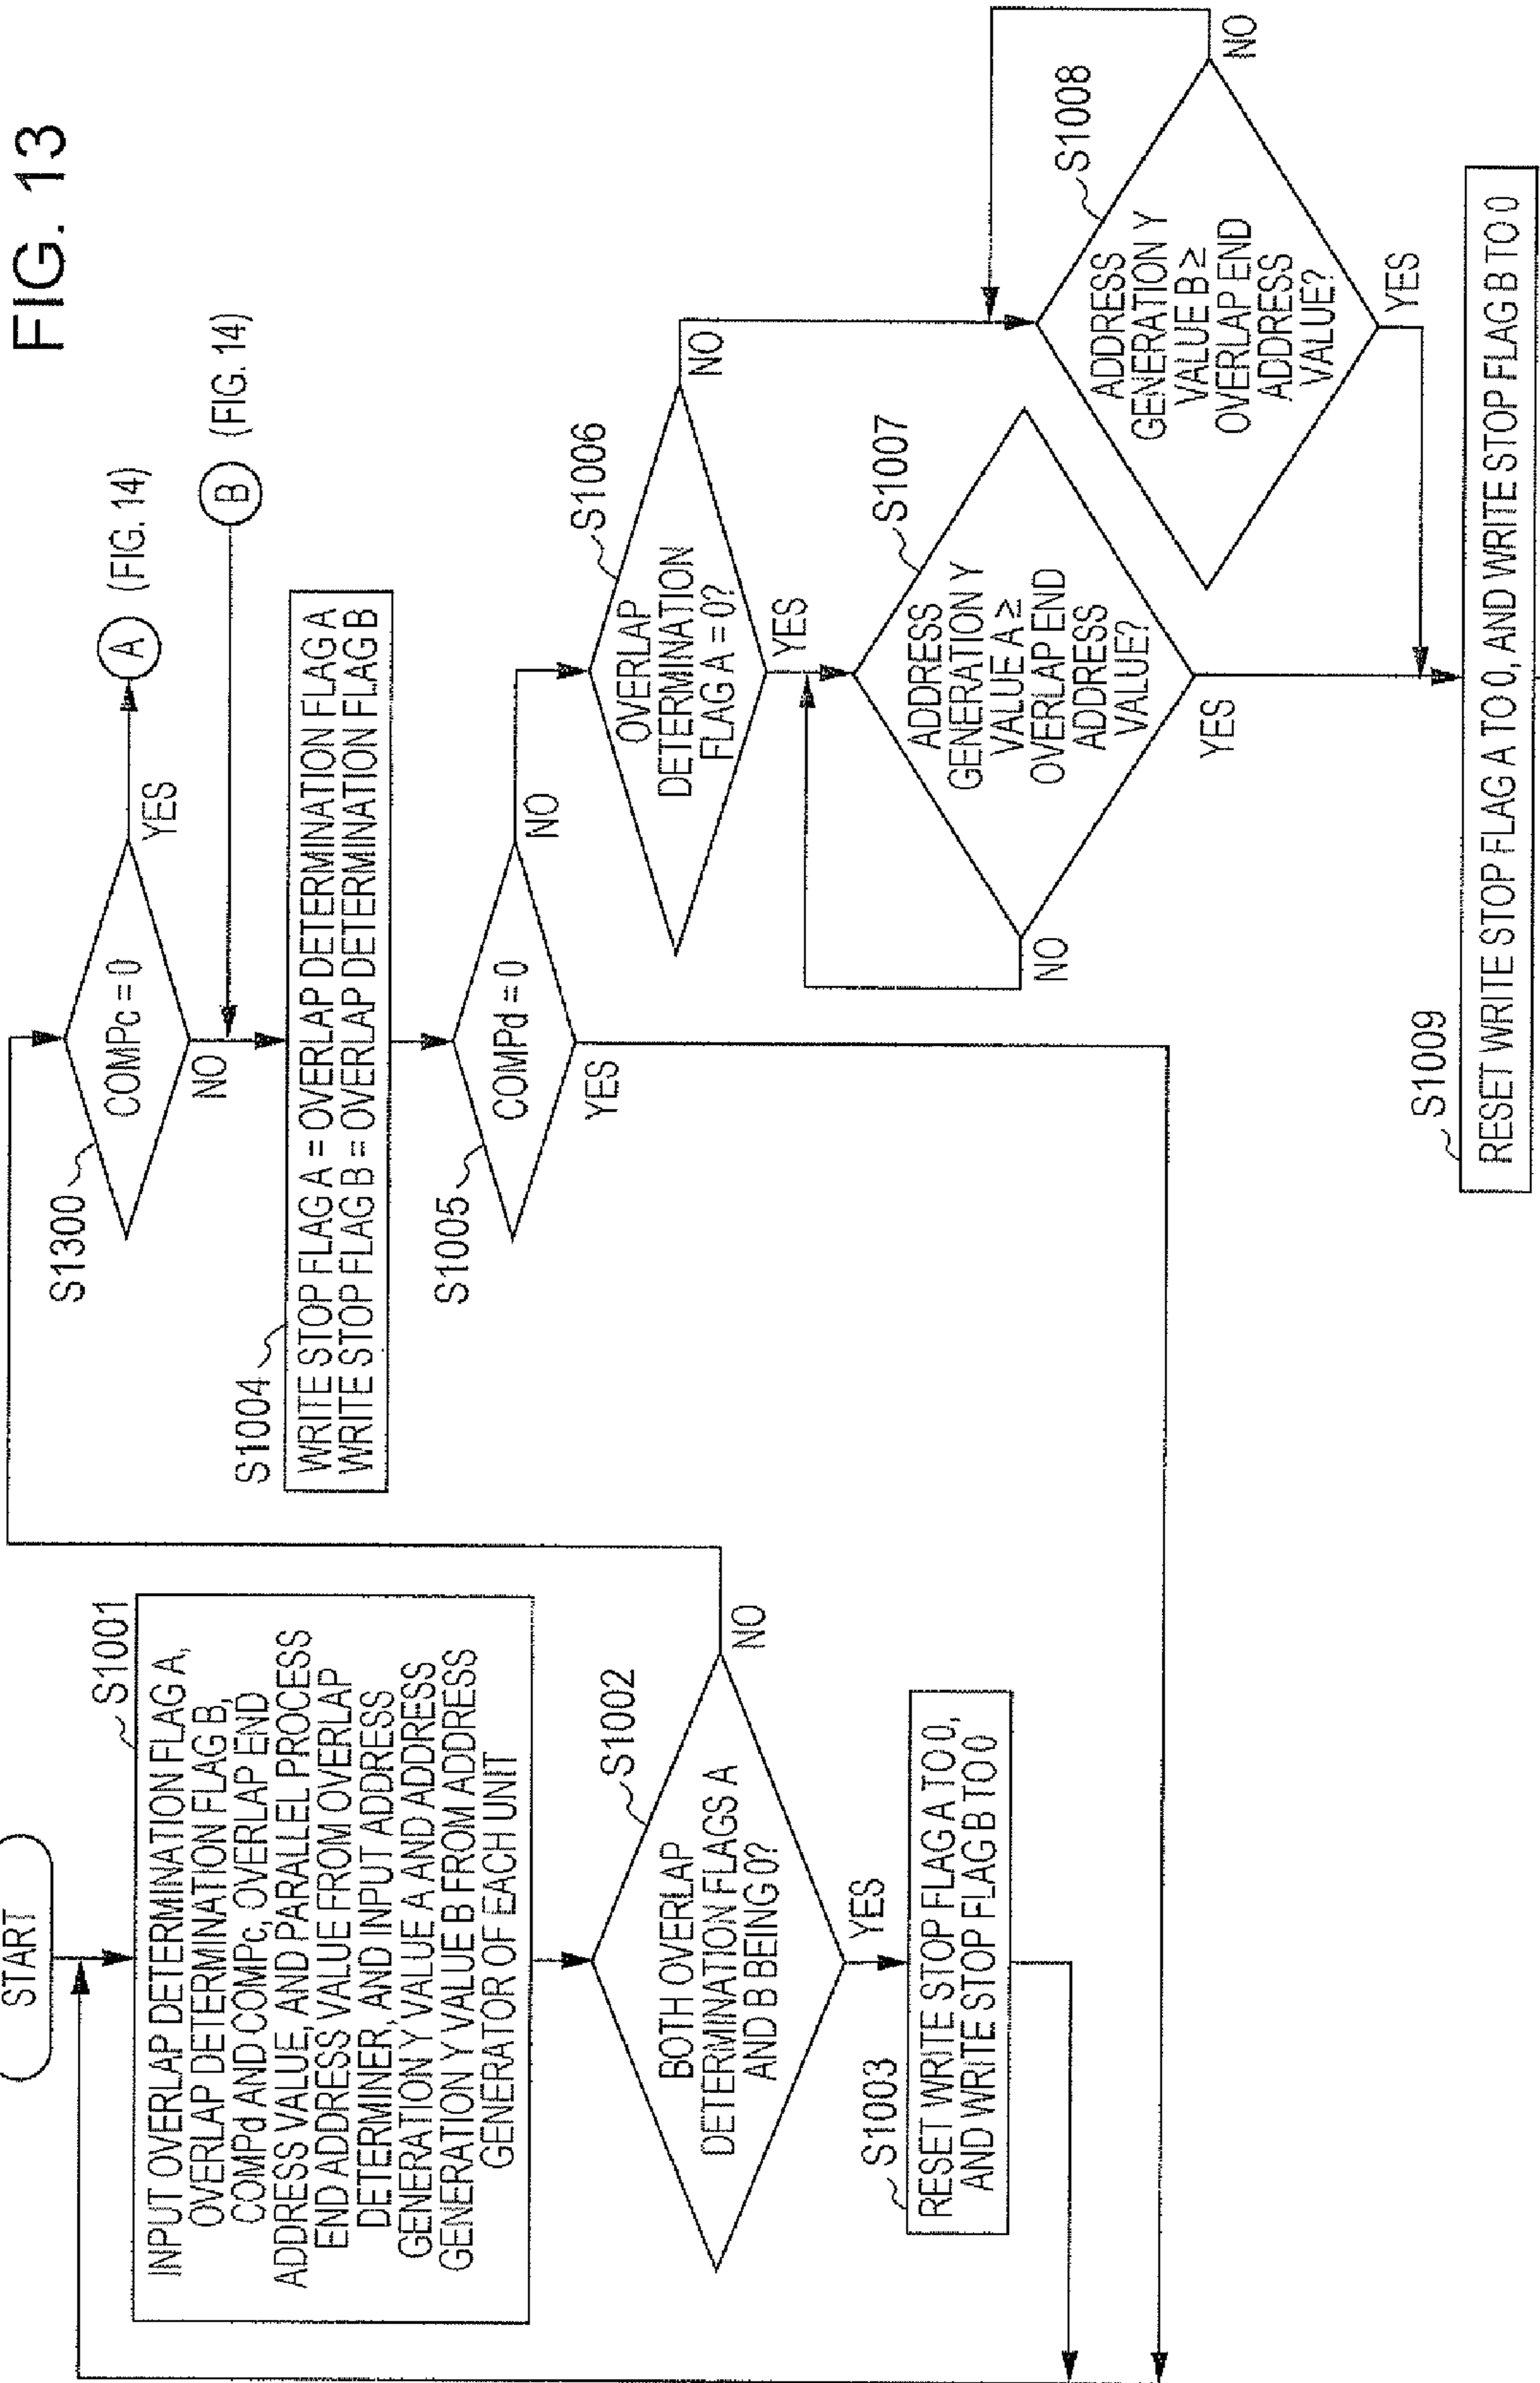 FIG. 13
START
S1001
INPUT OVERLAP DETERMINATION FLAG A,
OVERLAP DETERMINATION FLAG B,
COMPd AND COMPc, OVERLAP END
ADDRESS VALUE, AND PARALLEL PROCESS
END ADDRESS VALUE FROM OVERLAP
DETERMINER, AND INPUT ADDRESS
GENERATION Y VALUE A AND ADDRESS
GENERATION Y VALUE B FROM ADDRESS
GENERATOR OF EACH UNIT
S1002
BOTH OVERLAP
DETERMINATION FLAGS A
AND B BEING 0?
NO
YES
S1003
RESET WRITE STOP FLAG A TO 0,
AND WRITE STOP FLAG B TO 0
S1300
COMPc = 0
YES
A (FIG. 14)
NO
B (FIG. 14)
S1004
WRITE STOP FLAG A = OVERLAP DETERMINATION FLAG A
WRITE STOP FLAG B = OVERLAP DETERMINATION FLAG B
S1005
COMPd = 0
NO
YES
S1006
OVERLAP
DETERMINATION
FLAG A = 0?
NO
YES
S1007
ADDRESS
GENERATION Y
VALUE A ≥
OVERLAP END
ADDRESS
VALUE?
NO
YES
S1008
ADDRESS
GENERATION Y
VALUE B ≥
OVERLAP END
ADDRESS
VALUE?
NO
YES
S1009
RESET WRITE STOP FLAG A TO 0, AND WRITE STOP FLAG B TO 0